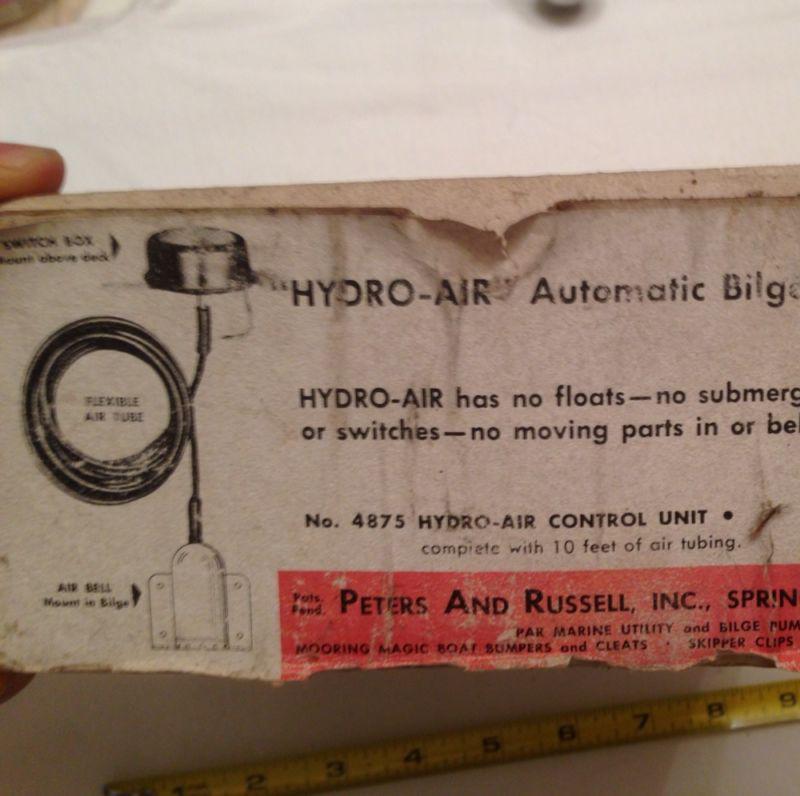 SWITCH BOX
Mount above deck
"HYDRO-AIR" Automatic Bilge
FLEXIBLE
AIR TUBE
HYDRO-AIR has no floats—no submerg
or switches—no moving parts in or bel
No. 4875 HYDRO-AIR CONTROL UNIT •
complete with 10 feet of air tubing.
AIR BELL
Mount in Bilge
Pats.
Pend.
PETERS AND RUSSELL, INC., SPRIN
PAR MARINE UTILITY and BILGE PUM
MOORING MAGIC BOAT BUMPERS and CLEATS • SKIPPER CLIPS
1 2 3 4 5 6 7 8 9